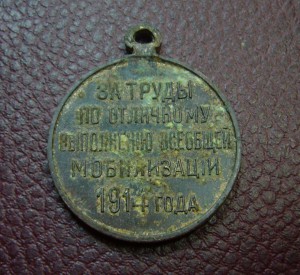 ЗА ТРУДЫ
ПО ОТЛИЧНОМУ
ВЫПОЛНЕНІЮ ВСЕОБЩЕЙ
МОБИЛИЗАЦІИ
1914 ГОДА